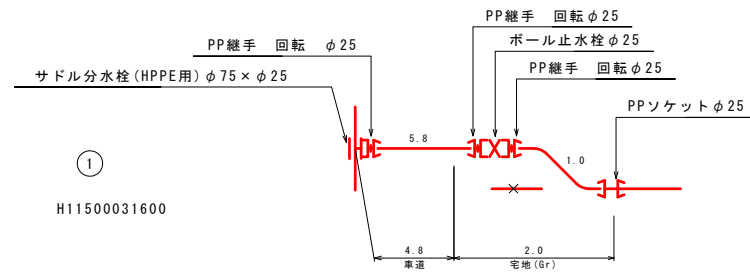 PP継手 回転φ25
PP継手 回転 φ25
ボール止水栓φ25
PP継手 回転φ25
サドル分水栓(HPPE用)φ75×φ25
PPソケットφ25
5.8
1.0
1
H11500031600
4.8
2.0
車道
宅地(Gr)